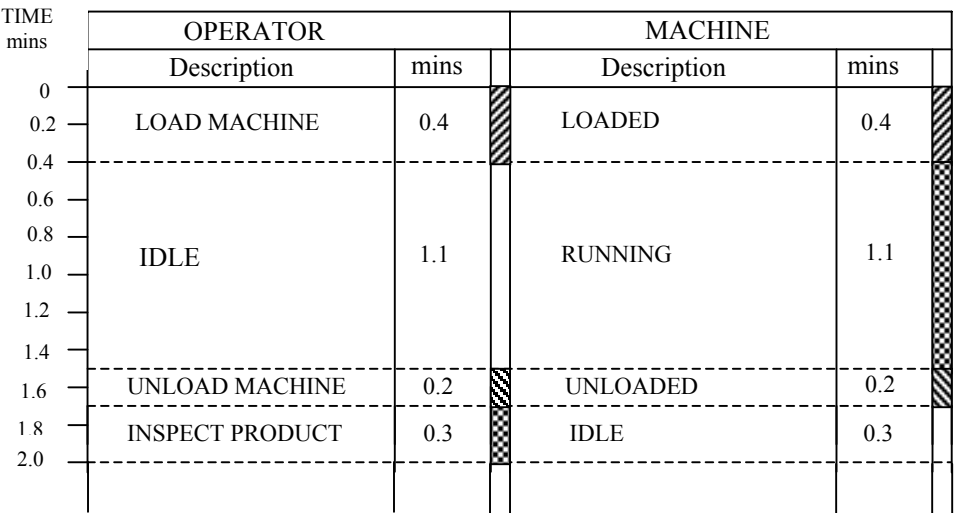 TIME
mins
OPERATOR MACHINE
Description mins Description mins
0
0.2 LOAD MACHINE 0.4 LOADED 0.4
0.4
0.6
0.8
IDLE 1.1 RUNNING 1.1
1.0
1.2
1.4
1.6 UNLOAD MACHINE 0.2 UNLOADED 0.2
1.8 INSPECT PRODUCT 0.3 IDLE 0.3
2.0